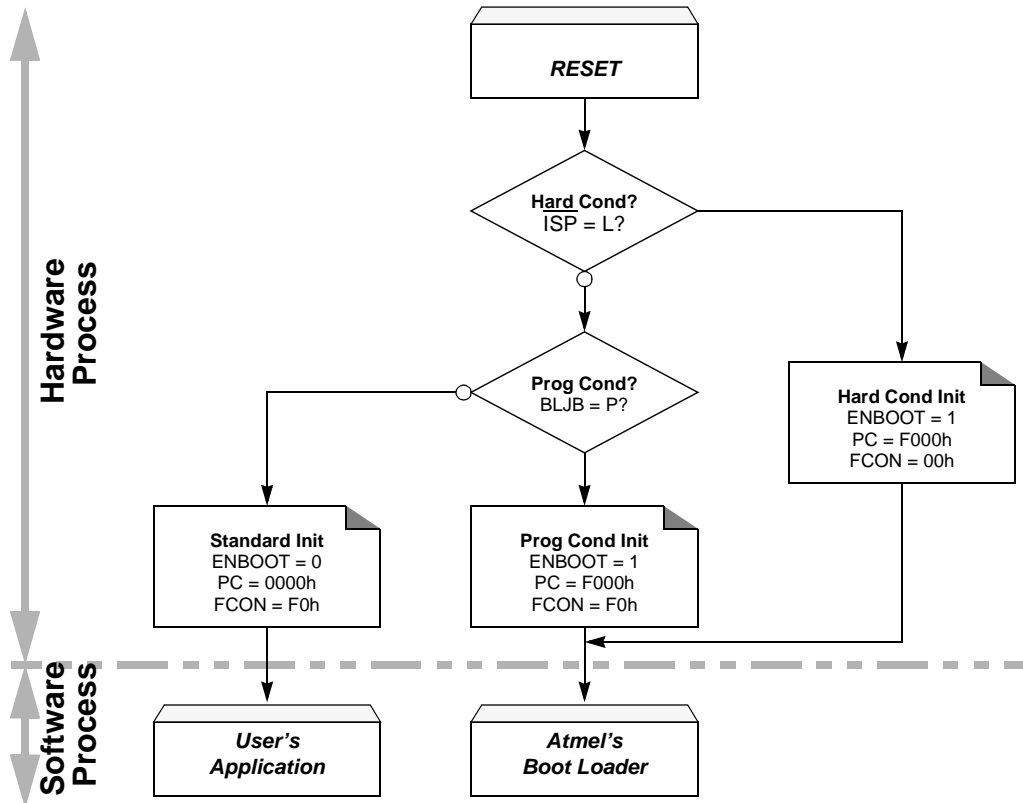 RESET
Hard Cond?
ISP = L?
Hardware
Process
Prog Cond?
BLJB = P?
Hard Cond Init
ENBOOT = 1
PC = F000h
FCON = 00h
Standard Init
ENBOOT = 0
PC = 0000h
FCON = F0h
Prog Cond Init
ENBOOT = 1
PC = F000h
FCON = F0h
Software
Process
User's
Application
Atmel's
Boot Loader